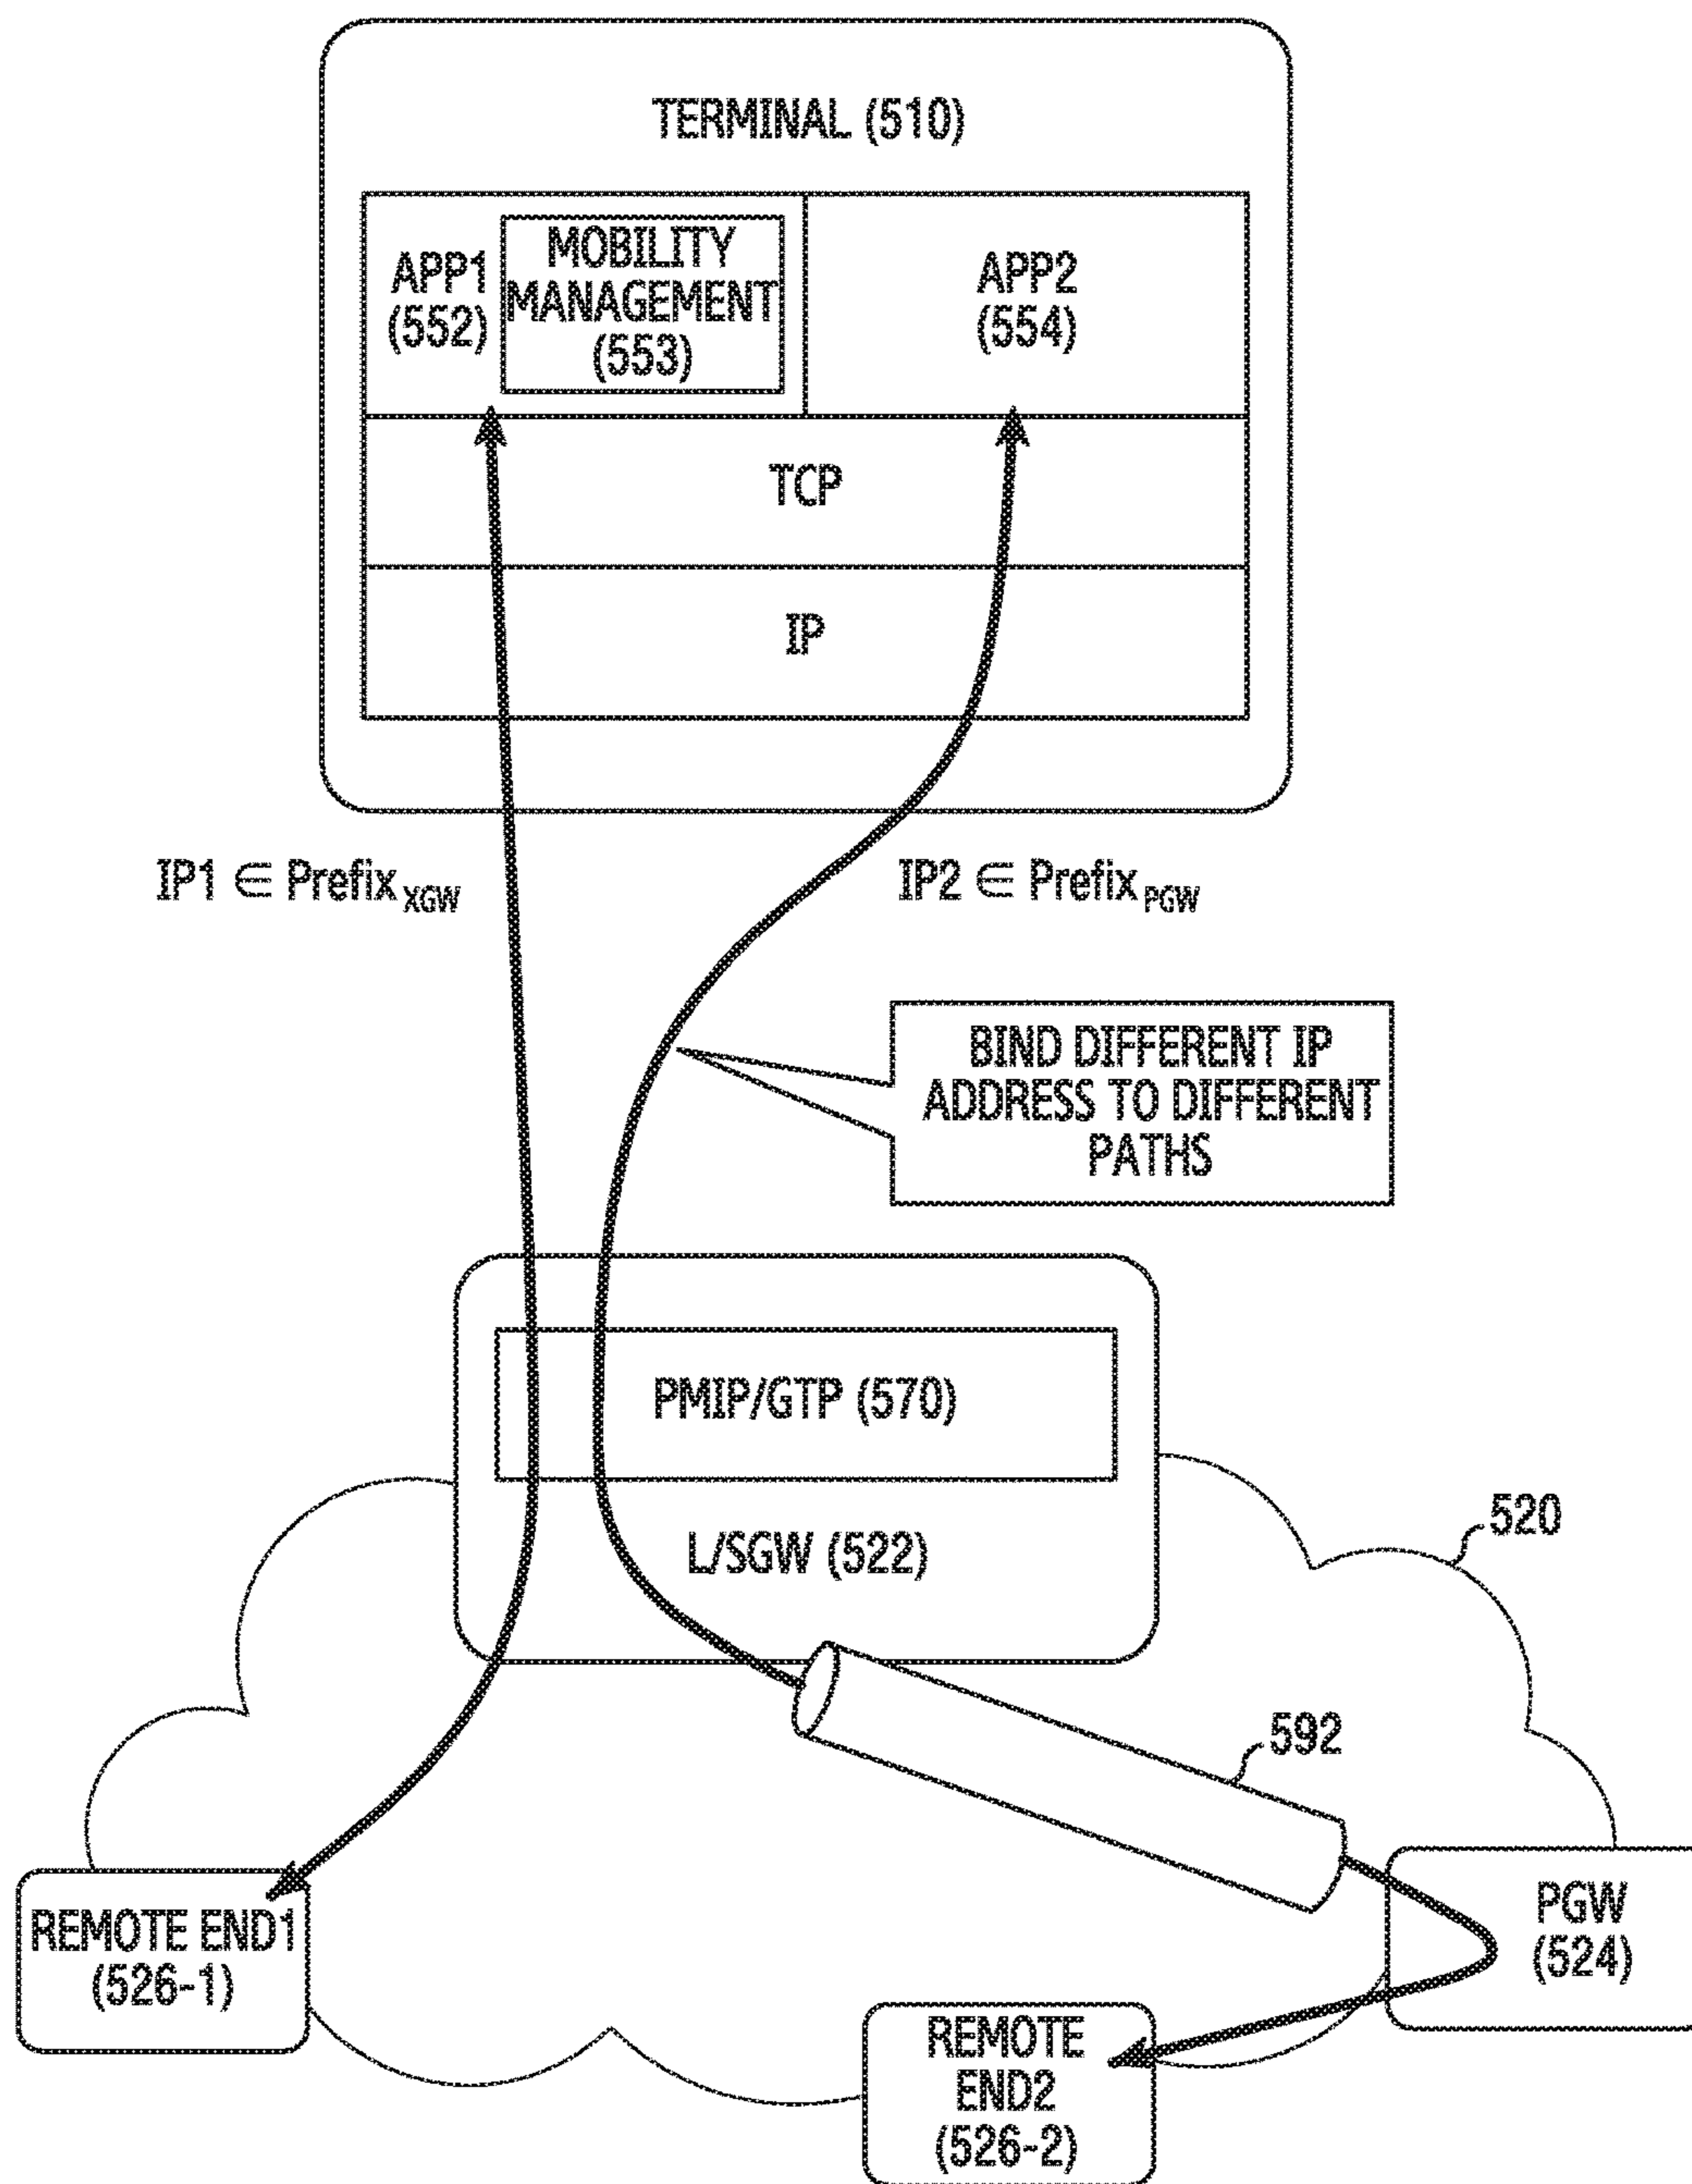 TERMINAL (510)
APP1
(552)
MOBILITY
MANAGEMENT
(553)
APP2
(554)
TCP
IP
IP1 ∈ Prefix XGW
IP2 ∈ Prefix PGW
BIND DIFFERENT IP
ADDRESS TO DIFFERENT
PATHS
PMIP/GTP (570)
L/SGW (522)
520
592
REMOTE END1
(526-1)
PGW
(524)
REMOTE
END2
(526-2)